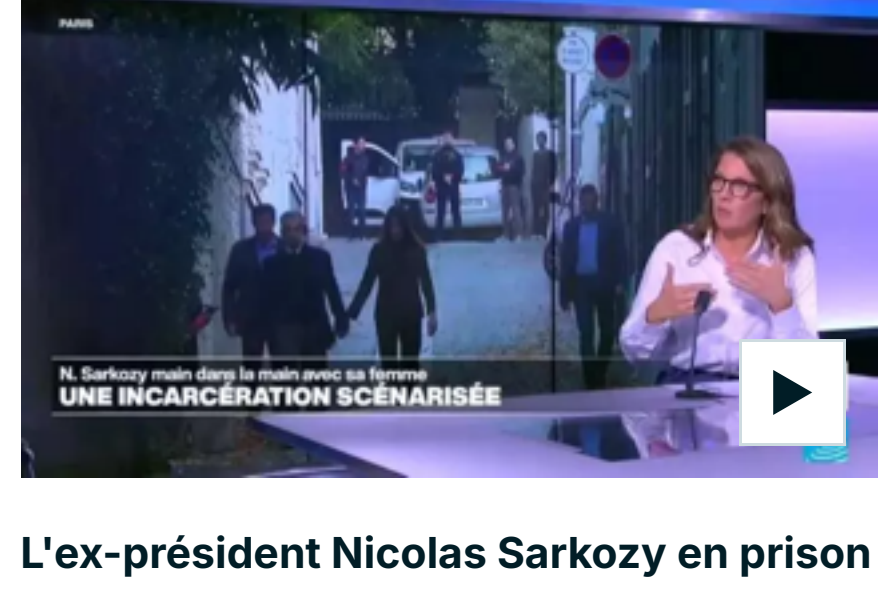 PARIS
N. Sarkozy main dans la main avec sa femme
UNE INCARCÉRATION SCÉNARISÉE
L'ex-président Nicolas Sarkozy en prison